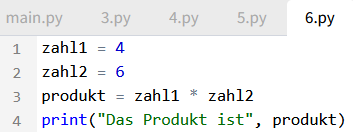 main.py 3.py 4.py 5.py 6.py
1 zahl1 = 4
2 zahl2 = 6
3 produkt = zahl1 * zahl2
4 print("Das Produkt ist", produkt)